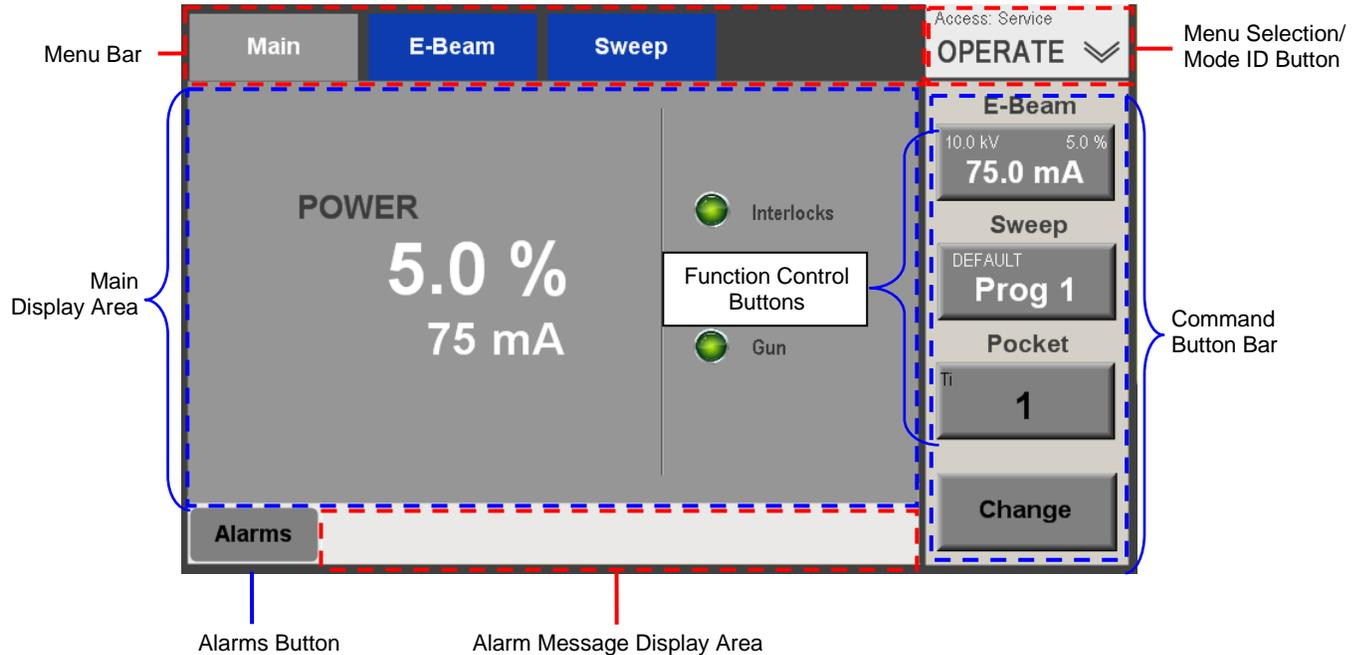 Access: Service
Main
E-Beam
Sweep
OPERATE
Menu Bar
Menu Selection/
Mode ID Button
E-Beam
10.0 kV 5.0 %
75.0 mA
POWER
Interlocks
Sweep
5.0 %
DEFAULT
Prog 1
Function Control
Buttons
Main
Display Area
75 mA
Gun
Pocket
Command
Button Bar
Ti
1
Change
Alarms
Alarms Button
Alarm Message Display Area